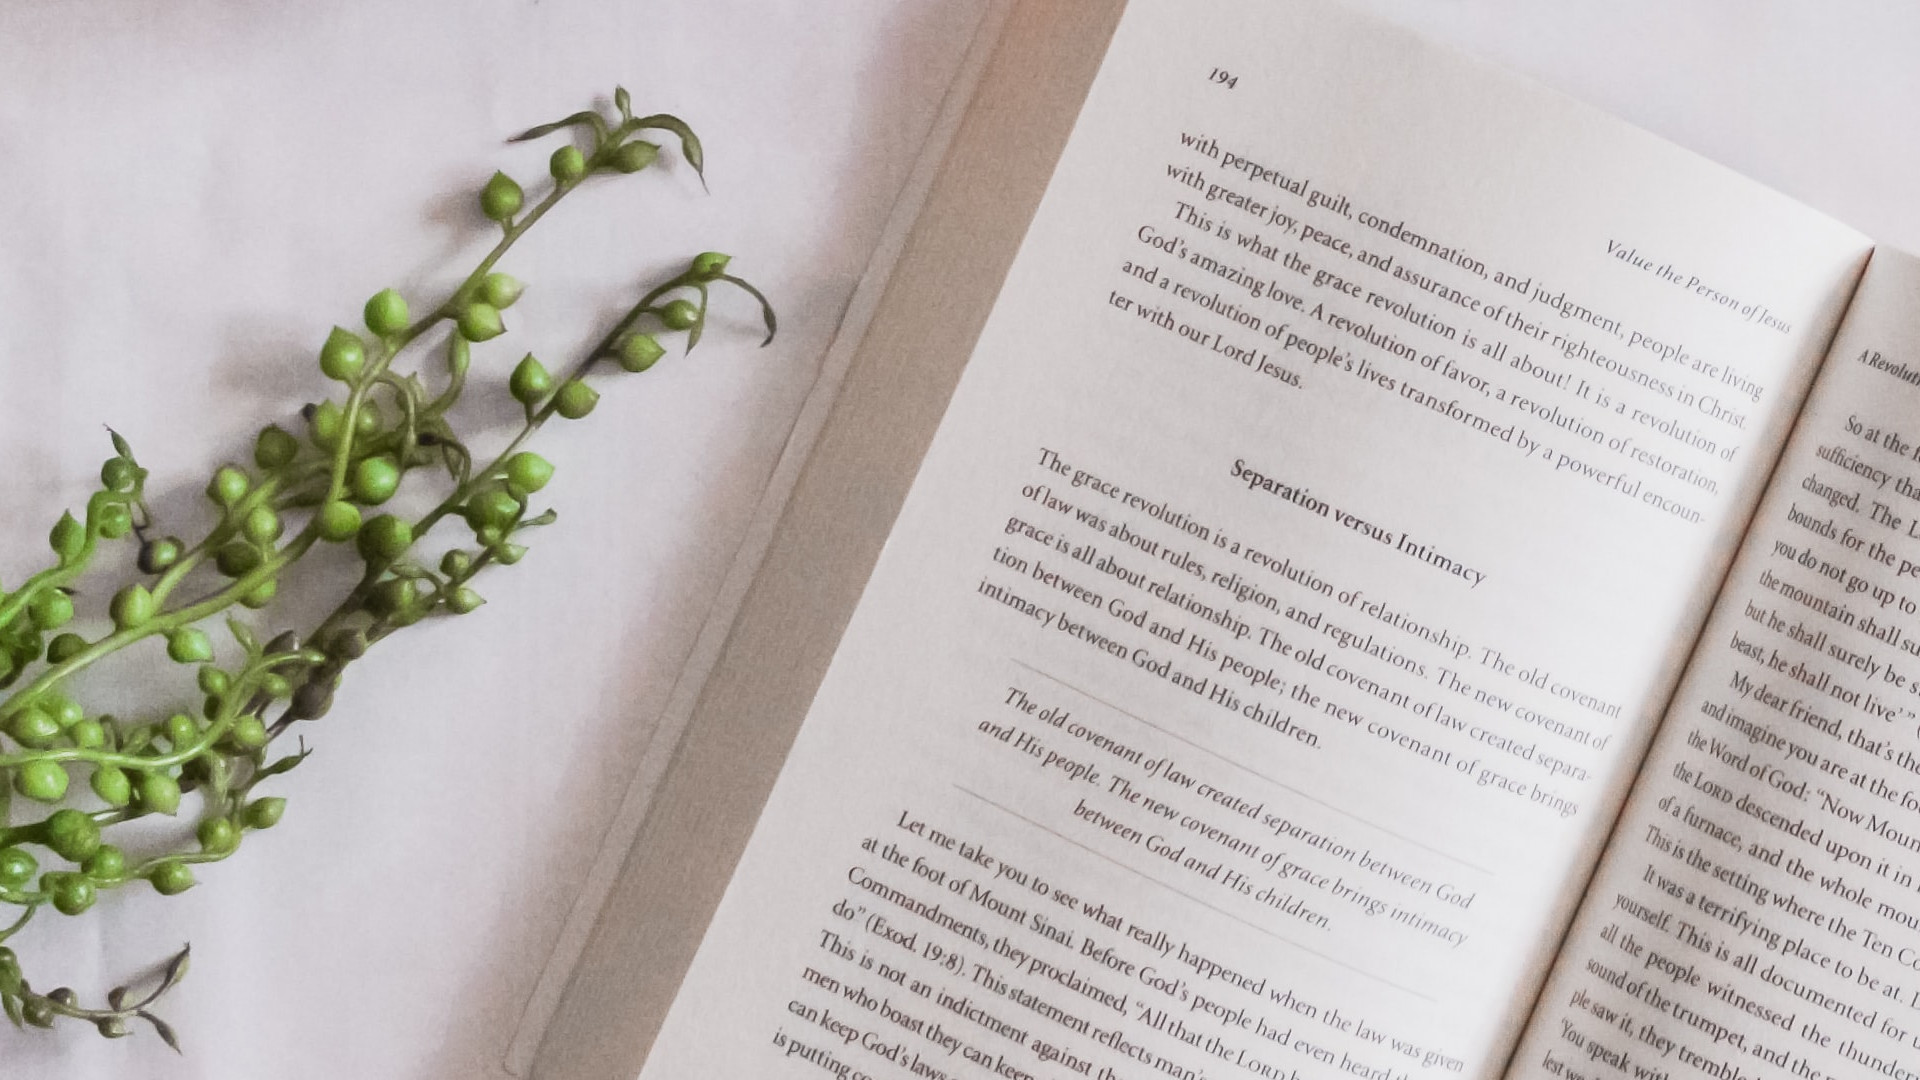 194
Value the Person of Jesus
with perpetual guilt, condemnation, and judgment, people are living
with greater joy, peace, and assurance of their righteousness in Christ.
This is what the grace revolution is all about! It is a revolution of
God's amazing love. A revolution of favor, a revolution of restoration,
and a revolution of people's lives transformed by a powerful encoun-
ter with our Lord Jesus.
Separation versus Intimacy
The grace revolution is a revolution of relationship. The old covenant
of law was about rules, religion, and regulations. The new covenant of
grace is all about relationship. The old covenant of law created separa-
tion between God and His people; the new covenant of grace brings
intimacy between God and His children.
The old covenant of law created separation between God
and His people. The new covenant of grace brings intimacy
between God and His children.
Let me take you to see what really happened when the law was given
at the foot of Mount Sinai. Before God's people had even heard
Commandments, they proclaimed, "All that the LORD
do" (Exod. 19:8). This statement reflects man's
This is not an indictment against
men who boast they can keep
can keep God's laws
is putting
A
So at the
sufficiency
changed. The
bounds for the
you do not go up to
the mountain shall
but he shall surely be
beast, he shall not live' "
My dear friend, that's the
and imagine you are at the
the Word of God: "Now
the LORD descended upon it in
of a furnace, and the whole
This is the setting where the Ten
It was a terrifying place to be at.
yourself. This is all documented for
all the people witnessed the
sound of the trumpet, and the
ple saw it, they
"You speak
lest